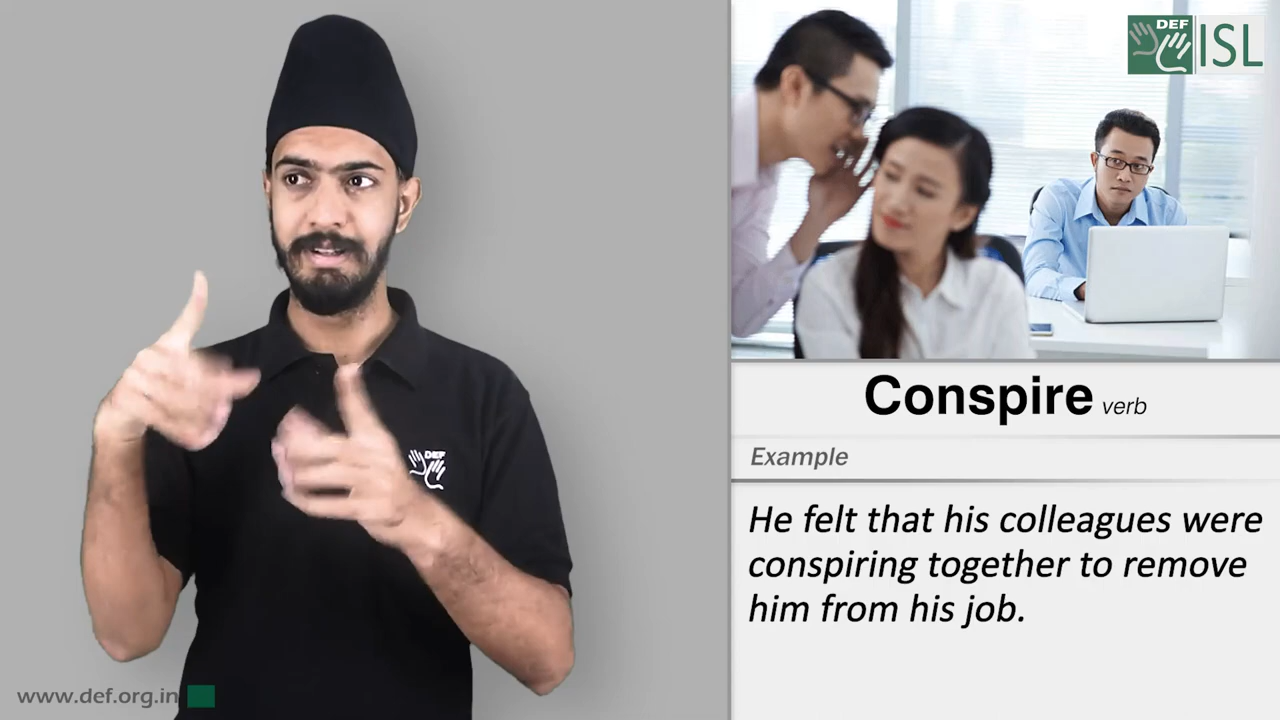 DEF
ISL
Conspire verb
Example
He felt that his colleagues were
conspiring together to remove
him from his job.
DEF
www.def.org.in